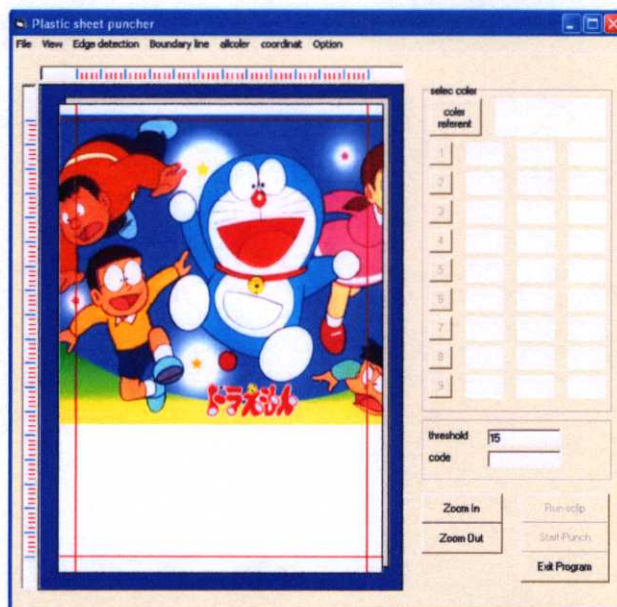 Plastic sheet puncher
File View Edge detection Boundary line allcoler coordinat Option
selec color
coler
referent
1
2
3
4
5
6
7
8
9
ドラえもん
threshold 15
code
Zoom In Run-sclip
Zoom Out Start-Punch
Exit Program